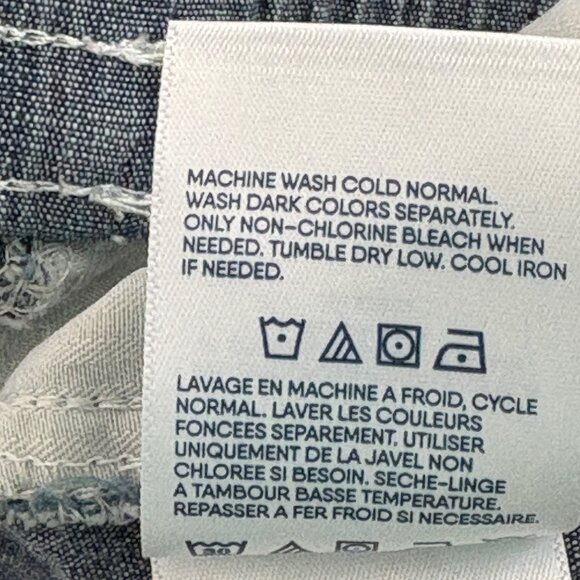 MACHINE WASH COLD NORMAL.
WASH DARK COLORS SEPARATELY.
ONLY NON-CHLORINE BLEACH WHEN
NEEDED. TUMBLE DRY LOW. COOL IRON
IF NEEDED.
LAVAGE EN MACHINE A FROID, CYCLE
NORMAL. LAVER LES COULEURS
FONCEES SEPAREMENT. UTILISER
UNIQUEMENT DE LA JAVEL NON
CHLOREE SI BESOIN. SECHE-LINGE
A TAMBOUR BASSE TEMPERATURE.
REPASSER A FER FROID SI NECESSAIRE.
30